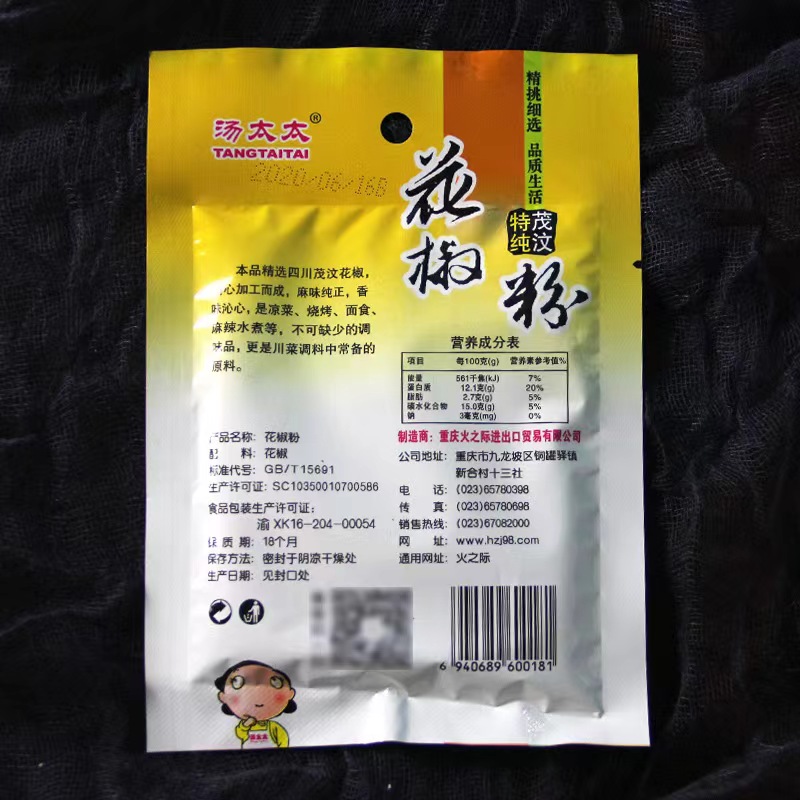 汤太太®
TANGTAITAI
2020/06/16B
精挑细选 品质生活
花椒粉
特纯
茂汶
本品精选四川茂汶花椒，
心加工而成，麻味纯正，香
味沁心，是凉菜、烧烤、面食、
麻辣水煮等，不可缺少的调
味品，更是川菜调料中常备的
原料。
营养成分表
项目 每100克(g) 营养素参考值%
能量 561千焦(kJ) 7%
蛋白质 12.1克(g) 20%
脂肪 2.7克(g) 5%
碳水化合物 15.0克(g) 5%
钠 3毫克(mg) 0%
产品名称: 花椒粉
配 料: 花椒
标准代号: GB/T15691
生产许可证: SC10350010700586
食品包装生产许可证:
渝 XK16-204-00054
保 质 期: 18个月
保存方法: 密封于阴凉干燥处
生产日期: 见封口处
制造商: 重庆火之际进出口贸易有限公司
公司地址: 重庆市九龙坡区铜罐驿镇
新合村十三社
电 话: (023)65780398
传 真: (023)65780698
销售热线: (023)67082000
网 址: www.hzj98.com
通用网址: 火之际
6 940689 600181
汤太太